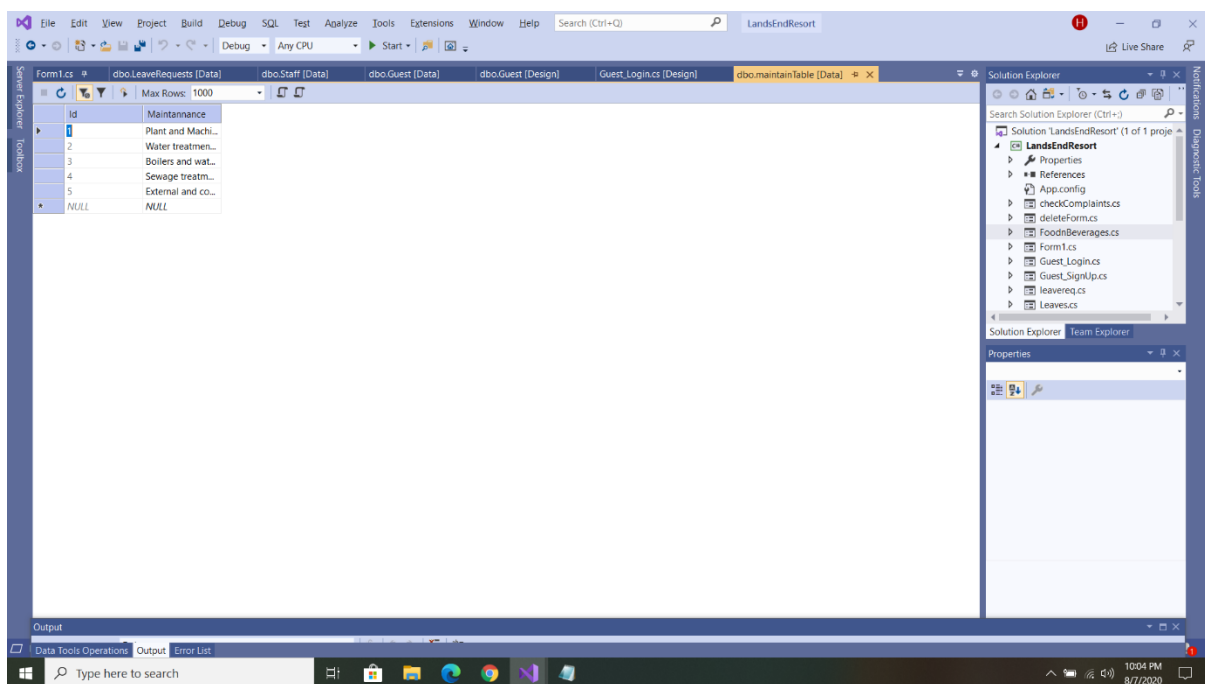 File Edit View Project Build Debug SQL Test Analyze Tools Extensions Window Help Search (Ctrl+Q) LandsEndResort H
Debug Any CPU Start Live Share
Form1.cs dbo.LeaveRequests [Data] dbo.Staff [Data] dbo.Guest [Data] dbo.Guest [Design] Guest_Login.cs [Design] dbo.maintainTable [Data]
Max Rows: 1000
Id Maintannance
1 Plant and Machi...
2 Water treatmen...
3 Boilers and wat...
4 Sewage treatm...
5 External and co...
NULL NULL
Server Explorer
Toolbox
Solution Explorer
Search Solution Explorer (Ctrl+;)
Solution 'LandsEndResort' (1 of 1 proje
LandsEndResort
Properties
References
App.config
checkComplaints.cs
deleteForm.cs
FoodnBeverages.cs
Form1.cs
Guest_Login.cs
Guest_SignUp.cs
leavereq.cs
Leaves.cs
Solution Explorer Team Explorer
Properties
Notifications
Diagnostic Tools
Output
Data Tools Operations Output Error List
Type here to search
10:04 PM
8/7/2020